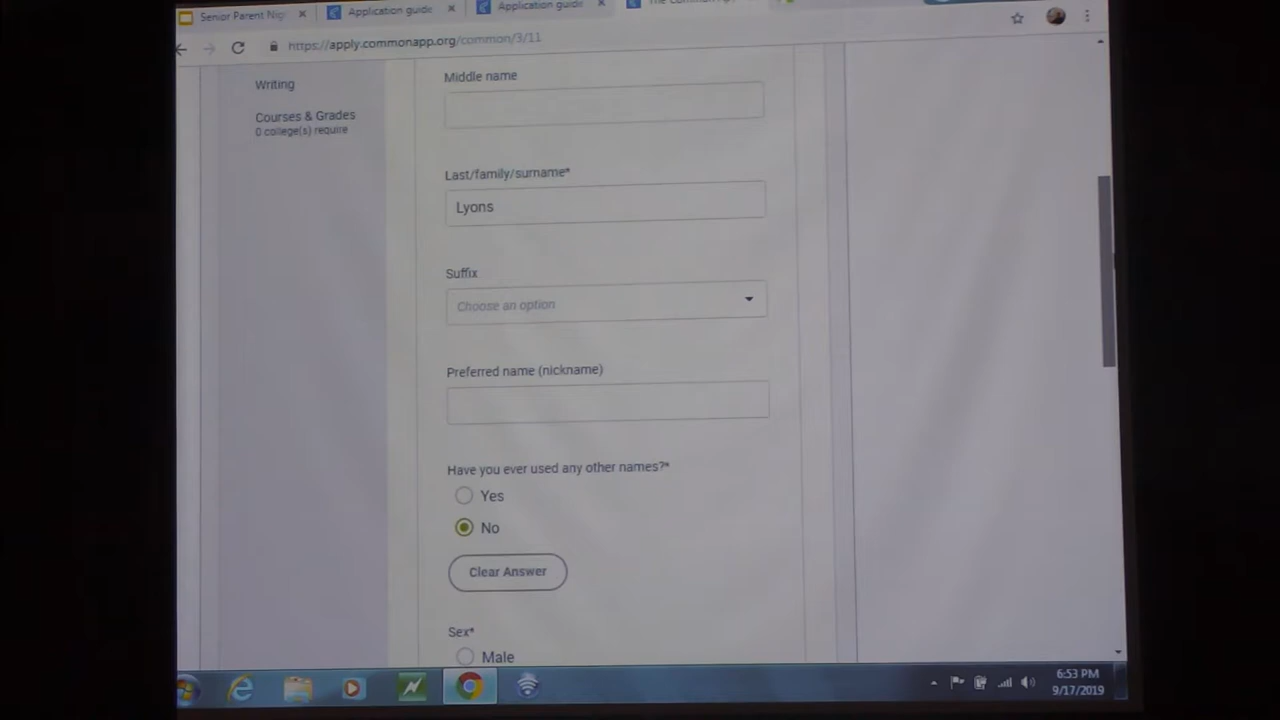 Senior Parent Nig
Application guide
Application guide
https://apply.commonapp.org/common/3/11
Writing
Courses & Grades
0 college(s) require
Middle name
Last/family/surname*
Lyons
Suffix
Choose an option
Preferred name (nickname)
Have you ever used any other names?*
Yes
No
Clear Answer
Sex*
Male
6:53 PM
9/17/2019